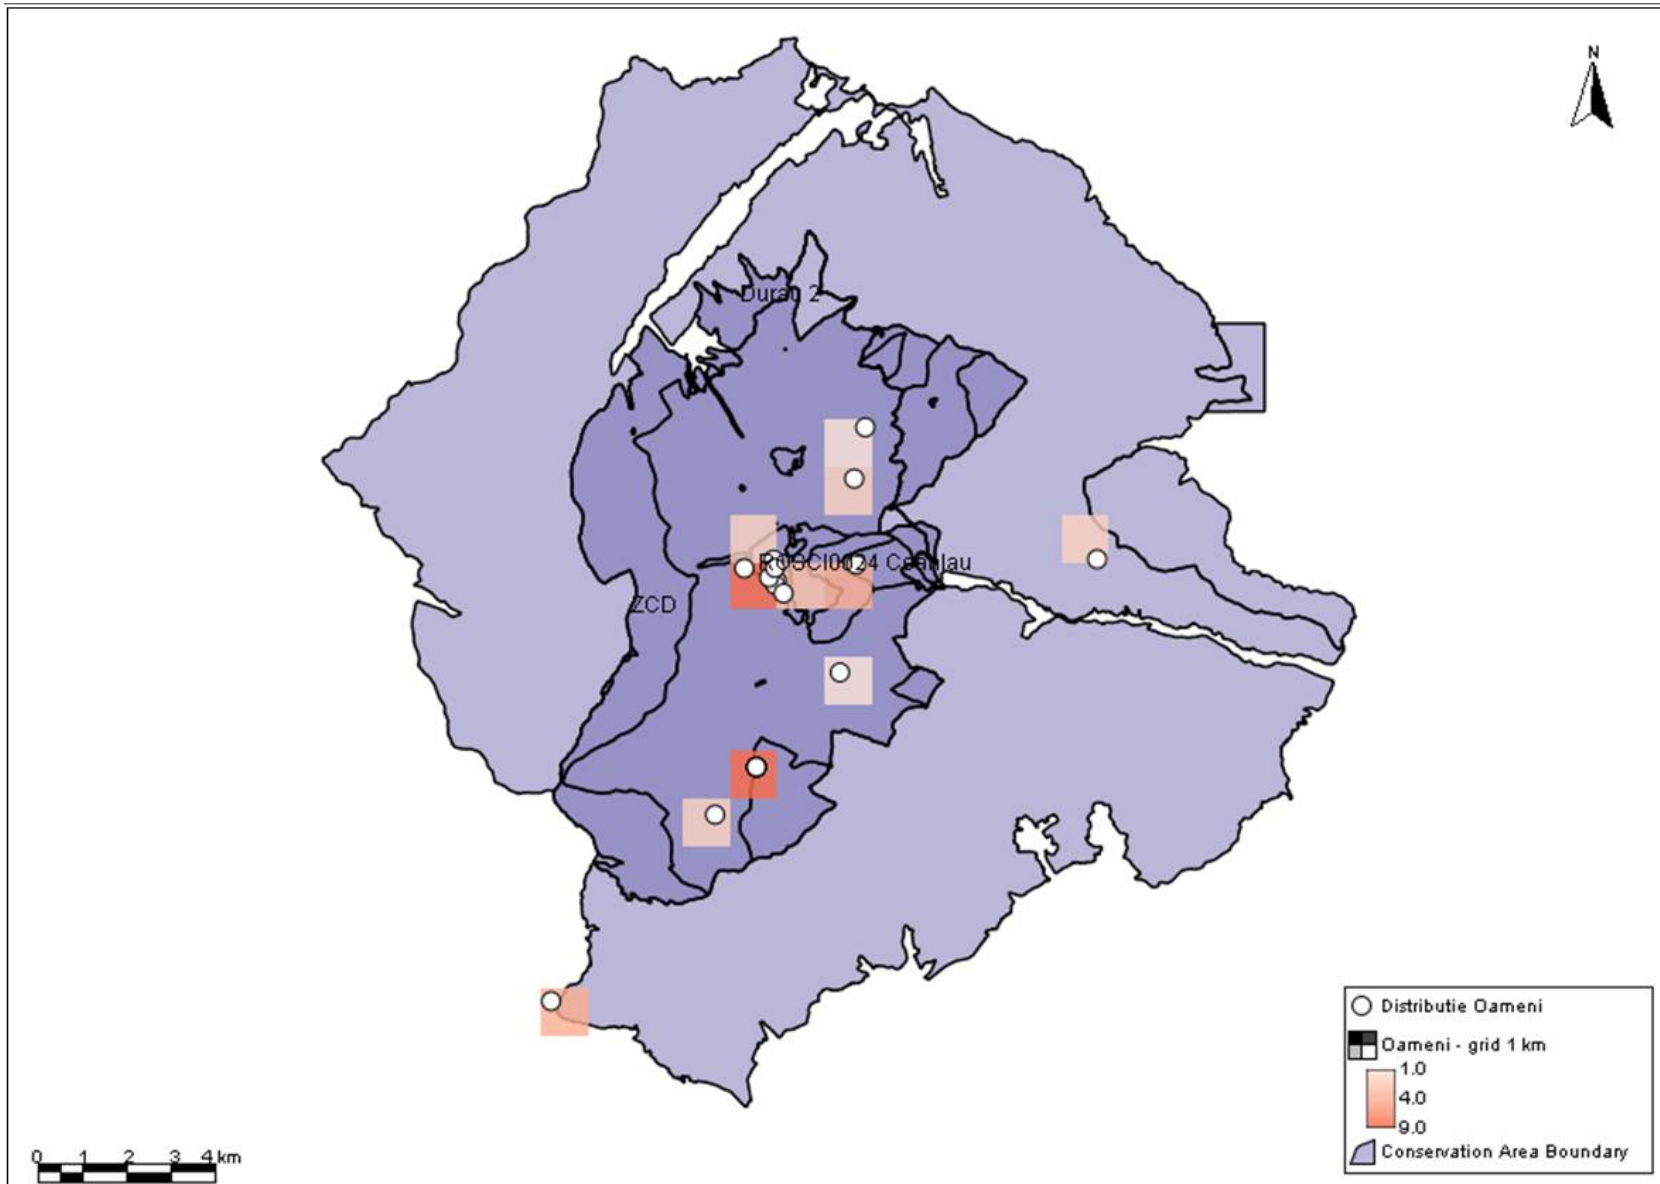 N
Durau 2
ROSCI0024 Ceahlau
ZCD
Distributie Oameni
Oameni - grid 1 km
1.0
4.0
9.0
Conservation Area Boundary
0 1 2 3 4 km